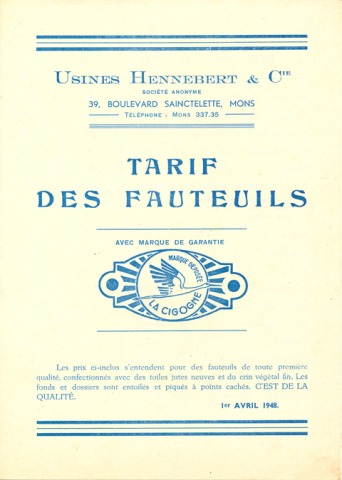 USINES HENNEBERT & CIE
SOCIÉTÉ ANONYME
39, BOULEVARD SAINCTELETTE, MONS
TÉLÉPHONE : MONS 337.35
TARIF
DES FAUTEUILS
AVEC MARQUE DE GARANTIE
MARQUE DÉPOSÉE
LA CIGOGNE
Les prix ci-inclus s'entendent pour des fauteuils de toute première
qualité, confectionnés avec des toiles jutes neuves et du crin végétal fin. Les
fonds et dossiers sont entoilés et piqués à points cachés. C'EST DE LA
QUALITÉ.
1er AVRIL 1948.